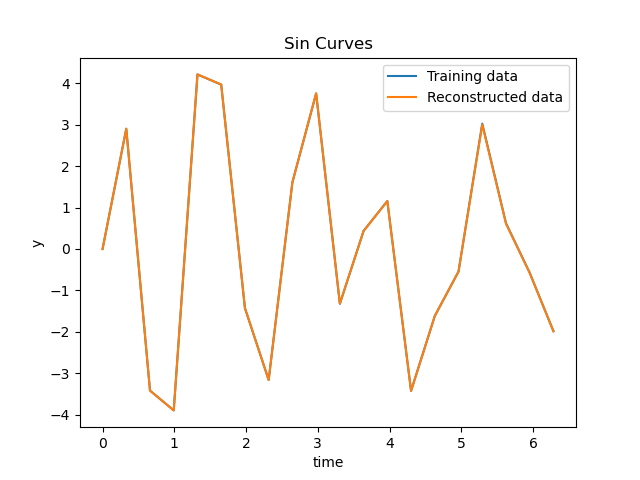 Sin Curves
Training data
Reconstructed data
4
3
2
1
0
−1
−2
−3
−4
y
0 1 2 3 4 5 6
time